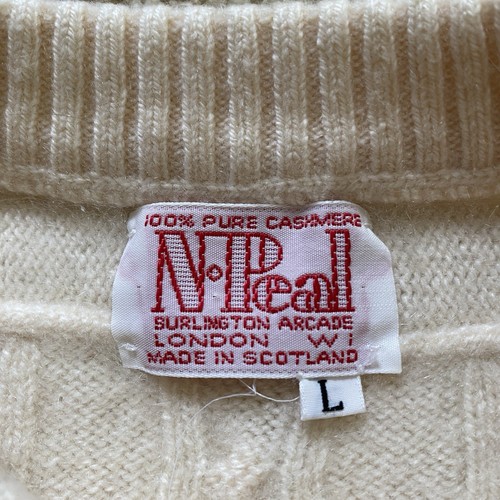 100% PURE CASHMERE
N·Peal
BURLINGTON ARCADE
LONDON W1
MADE IN SCOTLAND
L